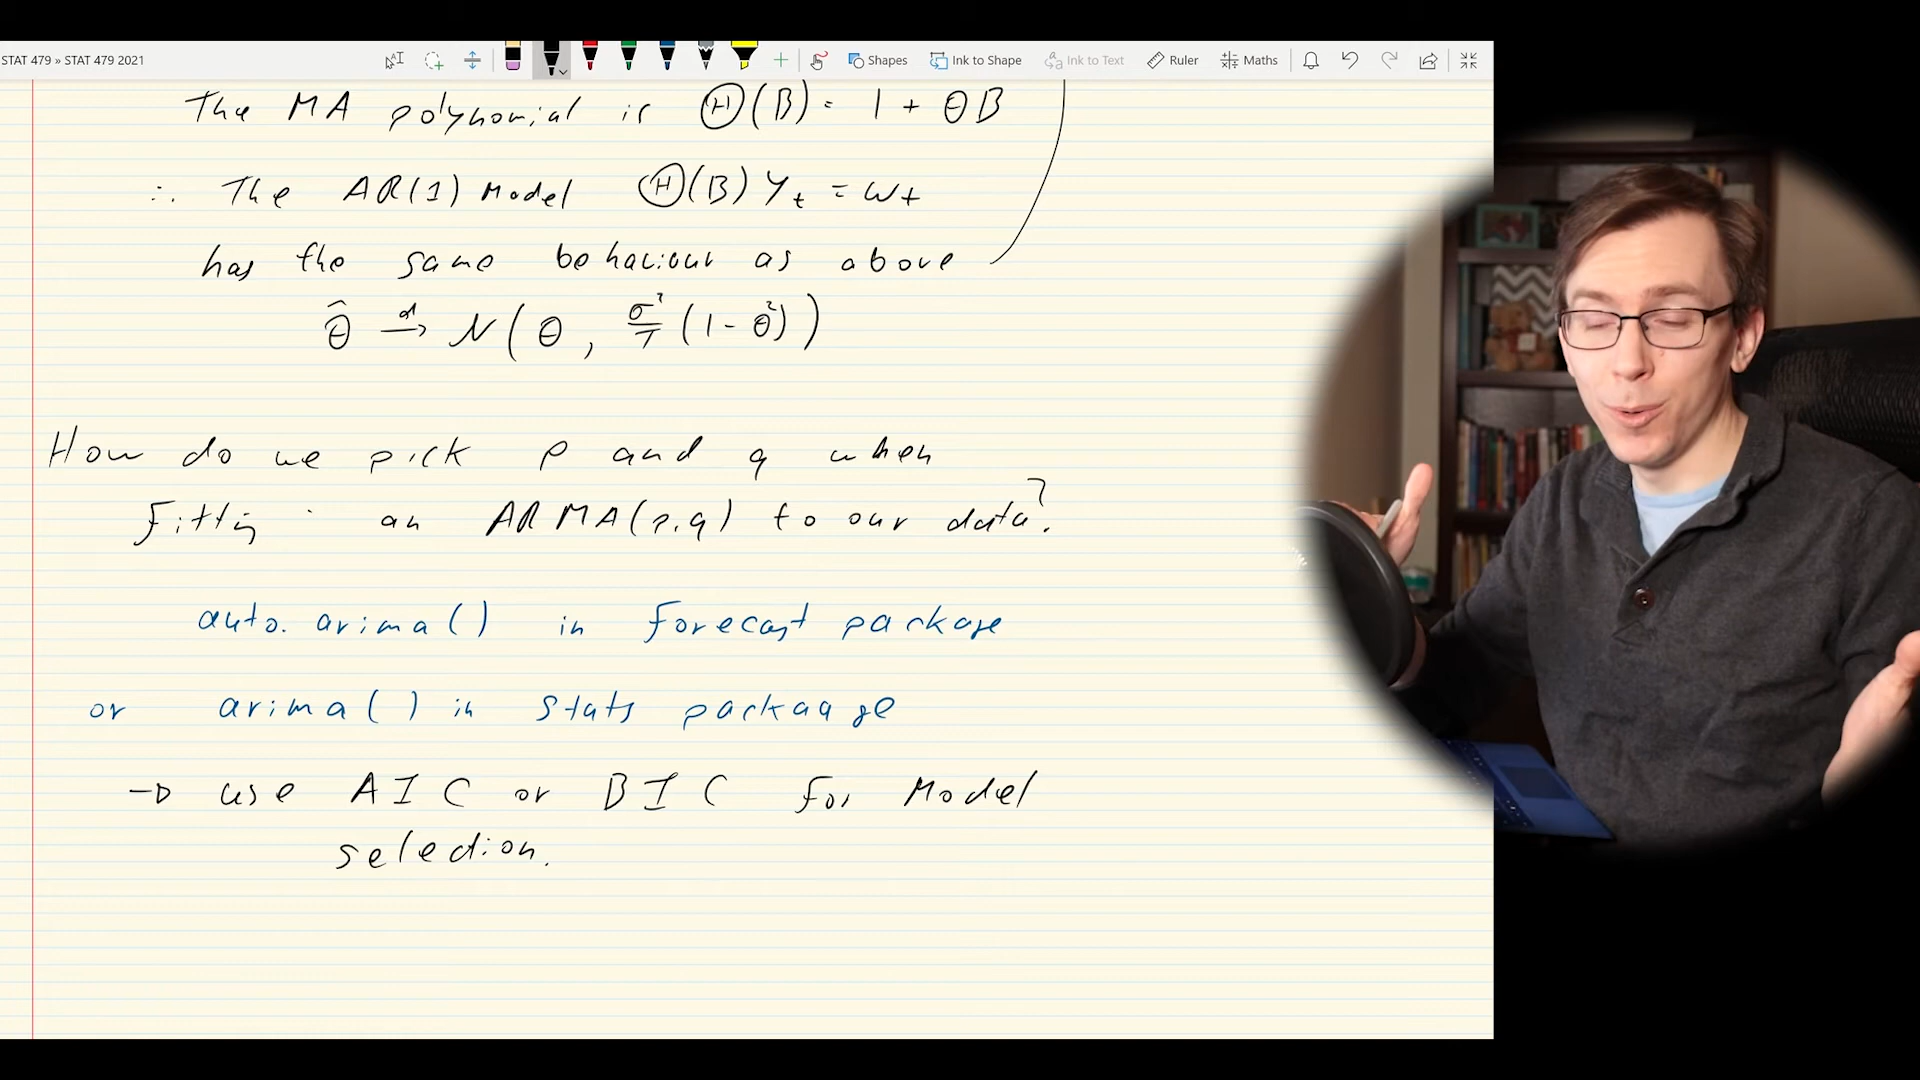 STAT 479 » STAT 479 2021
Shapes
Ink to Shape
Ink to Text
Ruler
Maths
The MA polynomial is Ⓗ(B) = 1 + θB
∴ The AR(1) Model Ⓗ(B) Yt = wt
has the same behaviour as above
θ̂ →d N(θ, σ²/T (1 - θ²))
How do we pick p and q when
fitting an ARMA(p,q) to our data?
auto.arima() in forecast package
or arima() in stats packaage
→ use AIC or BIC for Model
selection.